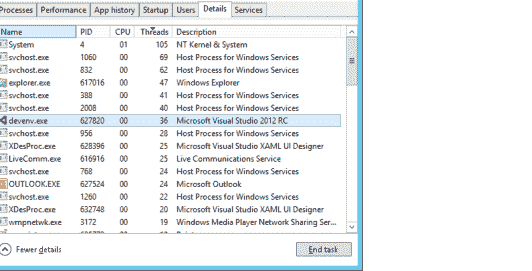 Processes Performance App history Startup Users Details Services
Name PID CPU Threads Description
System 4 01 105 NT Kernel & System
svchost.exe 1060 00 69 Host Process for Windows Services
svchost.exe 832 00 62 Host Process for Windows Services
explorer.exe 617016 00 47 Windows Explorer
svchost.exe 388 00 41 Host Process for Windows Services
svchost.exe 2008 00 40 Host Process for Windows Services
devenv.exe 627820 00 36 Microsoft Visual Studio 2012 RC
svchost.exe 956 00 28 Host Process for Windows Services
XDesProc.exe 628396 00 25 Microsoft Visual Studio XAML UI Designer
LiveComm.exe 616916 00 25 Live Communications Service
svchost.exe 768 00 24 Host Process for Windows Services
OUTLOOK.EXE 627524 00 24 Microsoft Outlook
svchost.exe 1260 00 22 Host Process for Windows Services
XDesProc.exe 632748 00 20 Microsoft Visual Studio XAML UI Designer
wmpnetwk.exe 3172 00 19 Windows Media Player Network Sharing Ser...
Fewer details End task